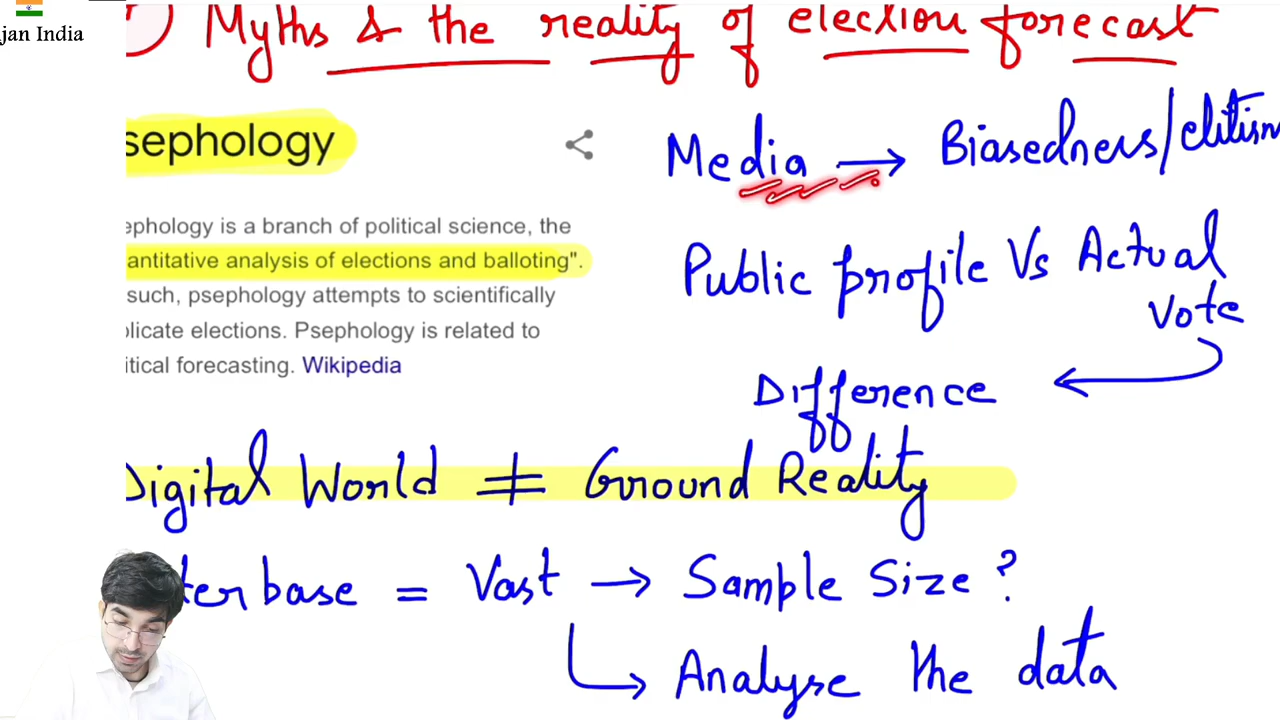 jan India
Myths & the reality of election forecast
sephology
Media → Biasedness/elitism
ephology is a branch of political science, the
antitative analysis of elections and balloting".
such, psephology attempts to scientifically
plicate elections. Psephology is related to
itical forecasting. Wikipedia
Public profile Vs Actual
vote
Difference
Digital World ≠ Ground Reality
terbase = Vast → Sample Size ?
Analyse the data